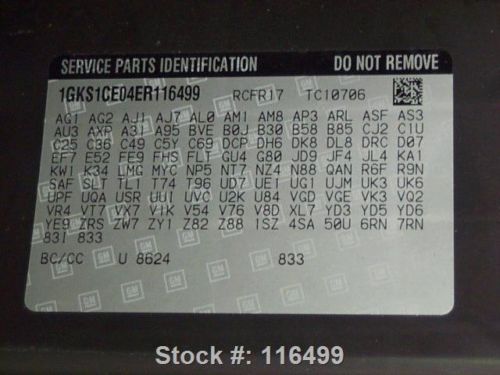 SERVICE PARTS IDENTIFICATION DO NOT REMOVE
1GKS1CE04ER116499 RCFR17 TC10706
AG1 AG2 AJ1 AJ7 AL0 AM1 AM8 AP3 ARL ASF AS3
AU3 AXP A31 A95 BVE B0J B30 B58 B85 CJ2 C1U
C25 C36 C49 C5Y C69 DCP DH6 DK8 DL8 DRC D07
EF7 E52 FE9 FHS FLT GU4 G80 JD9 JF4 JL4 KA1
KW1 K34 LMG MYC NP5 NT7 NZ4 N88 QAN R6F R9N
SAF SLT TL1 T74 T96 UD7 UE1 UG1 UJM UK3 UK6
UPF UQA USR UU1 UVC U2K U84 VGD VGE VK3 VQ2
VR4 VT7 VX7 V1K V54 V76 V8D XL7 Y3D YD5 YD6
YE9 ZRS ZW7 ZY1 Z82 Z88 1SZ 4SA 50U 6RN 7RN
83I 833
BC/CC U 8624 833
GM
Stock #: 116499